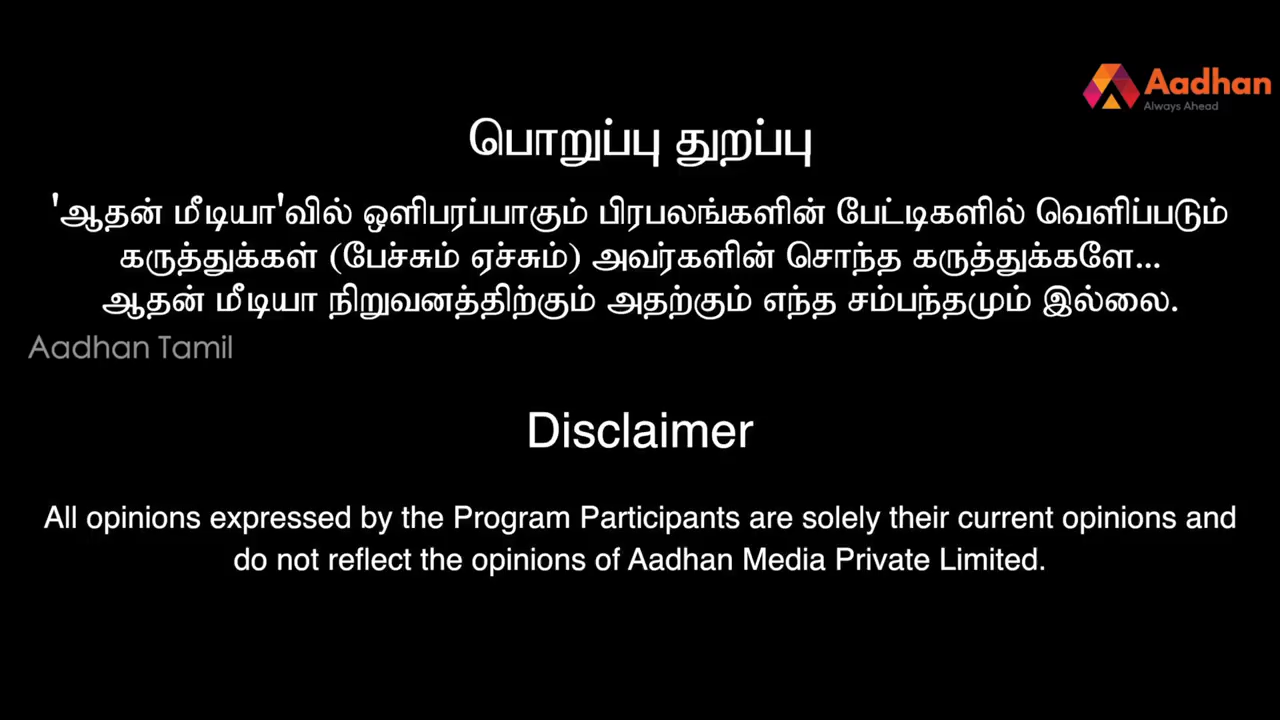 Aadhan
Always Ahead
பொறுப்பு துறப்பு
'ஆதன் மீடியா'வில் ஒளிபரப்பாகும் பிரபலங்களின் பேட்டிகளில் வெளிப்படும்
கருத்துக்கள் (பேச்சும் ஏச்சும்) அவர்களின் சொந்த கருத்துக்களே...
ஆதன் மீடியா நிறுவனத்திற்கும் அதற்கும் எந்த சம்பந்தமும் இல்லை.
Aadhan Tamil
Disclaimer
All opinions expressed by the Program Participants are solely their current opinions and
do not reflect the opinions of Aadhan Media Private Limited.